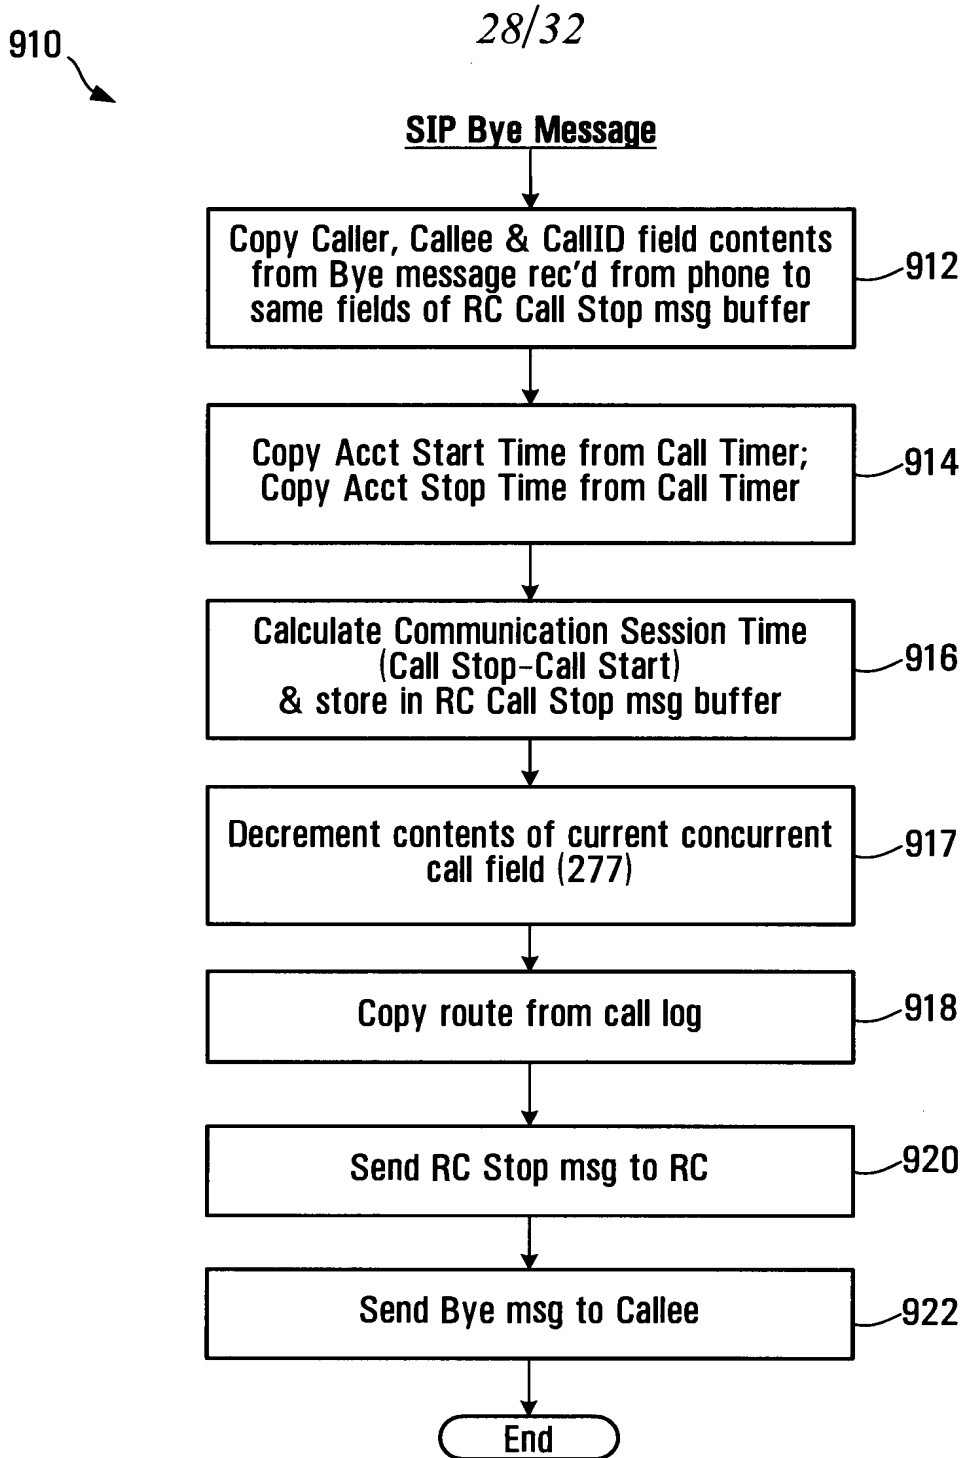 28/32
910
SIP Bye Message
Copy Caller, Callee & CallID field contents
from Bye message rec'd from phone to
same fields of RC Call Stop msg buffer
912
Copy Acct Start Time from Call Timer;
Copy Acct Stop Time from Call Timer
914
Calculate Communication Session Time
(Call Stop-Call Start)
& store in RC Call Stop msg buffer
916
Decrement contents of current concurrent
call field (277)
917
Copy route from call log
918
Send RC Stop msg to RC
920
Send Bye msg to Callee
922
End